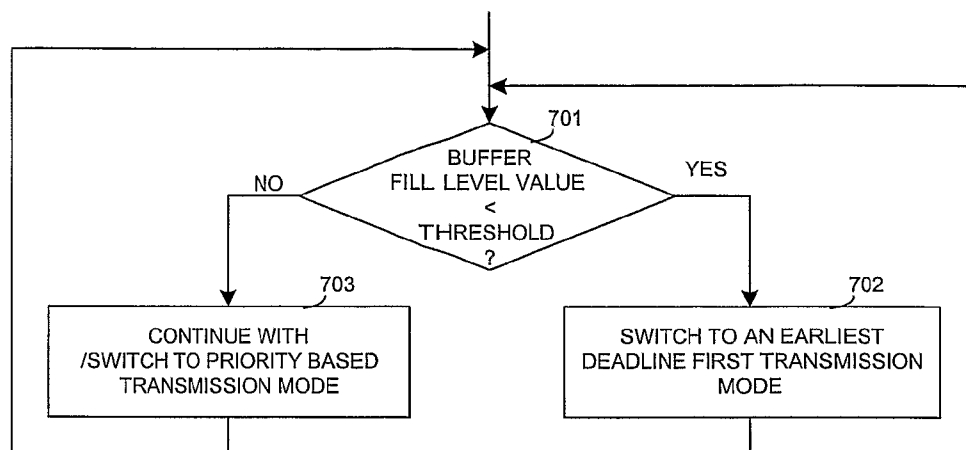 701
BUFFER
FILL LEVEL VALUE
<
THRESHOLD
?
NO
YES
703
CONTINUE WITH
/SWITCH TO PRIORITY BASED
TRANSMISSION MODE
702
SWITCH TO AN EARLIEST
DEADLINE FIRST TRANSMISSION
MODE